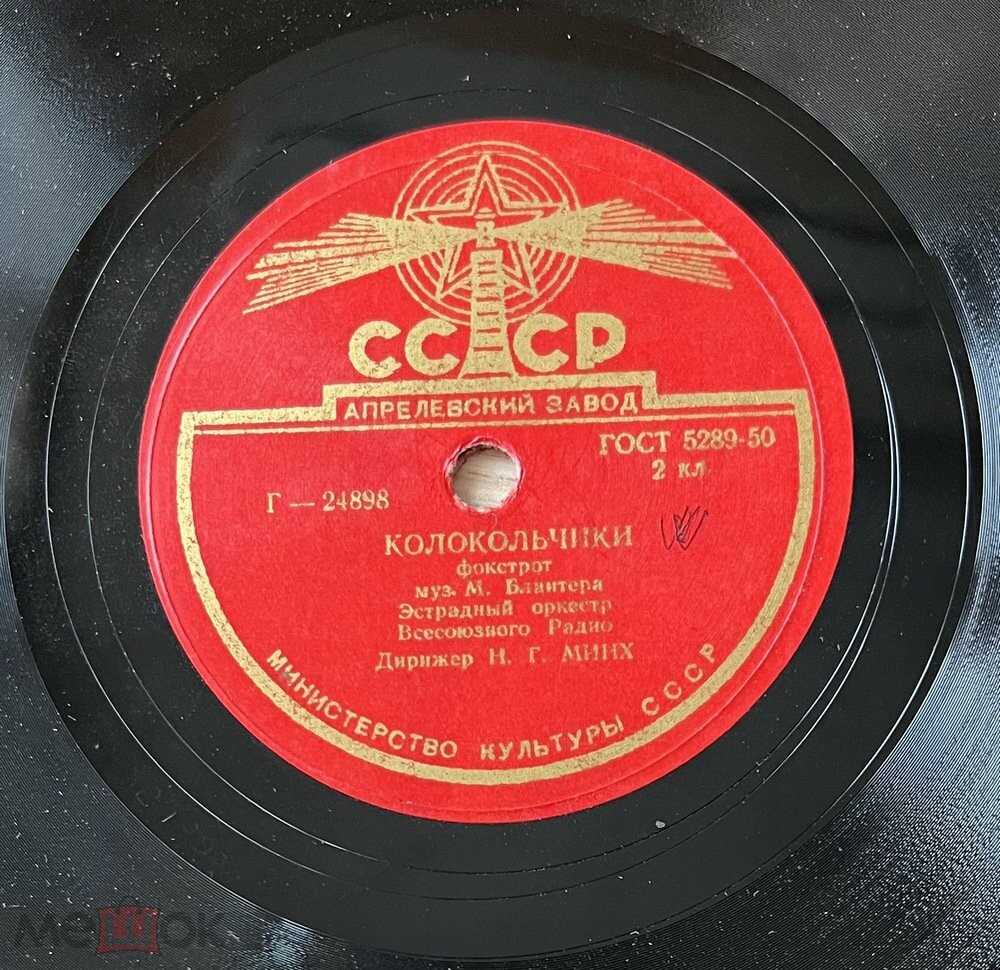 СССР
АПРЕЛЕВСКИЙ ЗАВОД
ГОСТ 5289-50
2 кл
Г — 24898
КОЛОКОЛЬЧИКИ
фокстрот
муз. М. Блантера
Эстрадный оркестр
Всесоюзного Радио
Дирижер Н. Г. МИНХ
МИНИСТЕРСТВО КУЛЬТУРЫ СССР
мешок